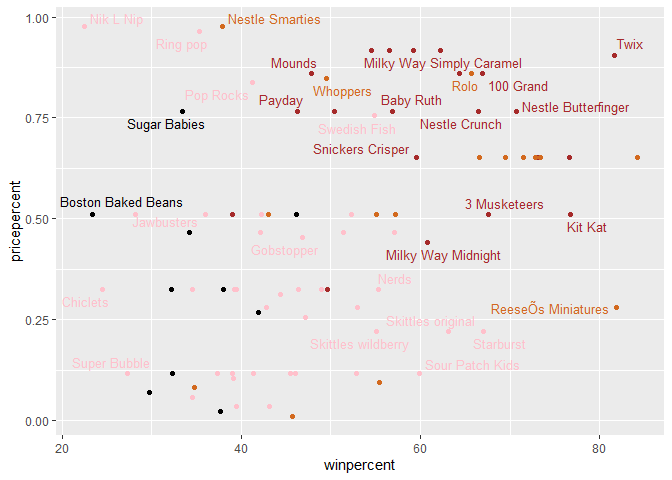 1.00
Nik L Nip
Nestle Smarties
Ring pop
Twix
Mounds
Milky Way Simply Caramel
Pop Rocks
Whoppers
Rolo
100 Grand
Payday
Baby Ruth
Nestle Butterfinger
0.75
Sugar Babies
Swedish Fish
Nestle Crunch
Snickers Crisper
Boston Baked Beans
3 Musketeers
0.50
Jawbusters
Kit Kat
Gobstopper
Milky Way Midnight
Nerds
Chiclets
ReeseÕs Miniatures
0.25
Skittles original
Skittles wildberry
Starburst
Super Bubble
Sour Patch Kids
0.00
20
40
60
80
winpercent
pricepercent